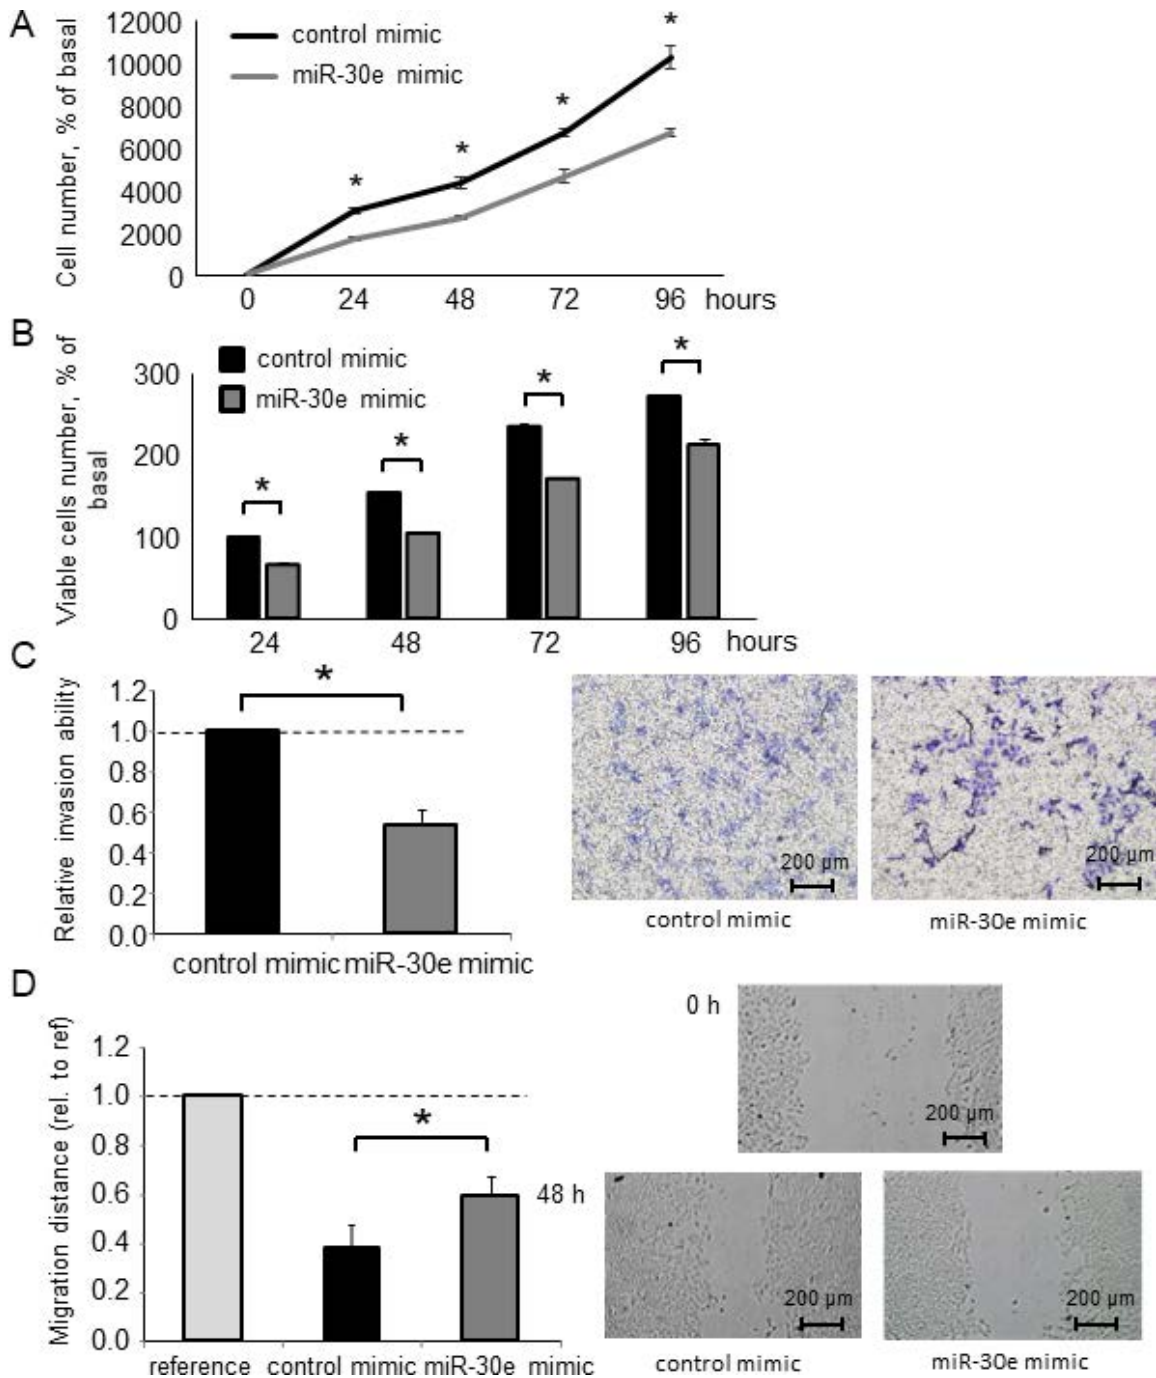 A
Cell number, % of basal
12000
10000
8000
6000
4000
2000
0
control mimic
miR-30e mimic
*
*
*
*
0 24 48 72 96 hours
B
Viable cells number, % of
basal
300
200
100
0
control mimic
miR-30e mimic
*
*
*
*
24 48 72 96 hours
C
Relative invasion ability
1.2
1.0
0.8
0.6
0.4
0.2
0.0
*
control mimic miR-30e mimic
200 µm
control mimic
200 µm
miR-30e mimic
D
Migration distance (rel. to ref)
1.2
1.0
0.8
0.6
0.4
0.2
0.0
*
reference control mimic miR-30e mimic
0 h
200 µm
48 h
200 µm
control mimic
200 µm
miR-30e mimic